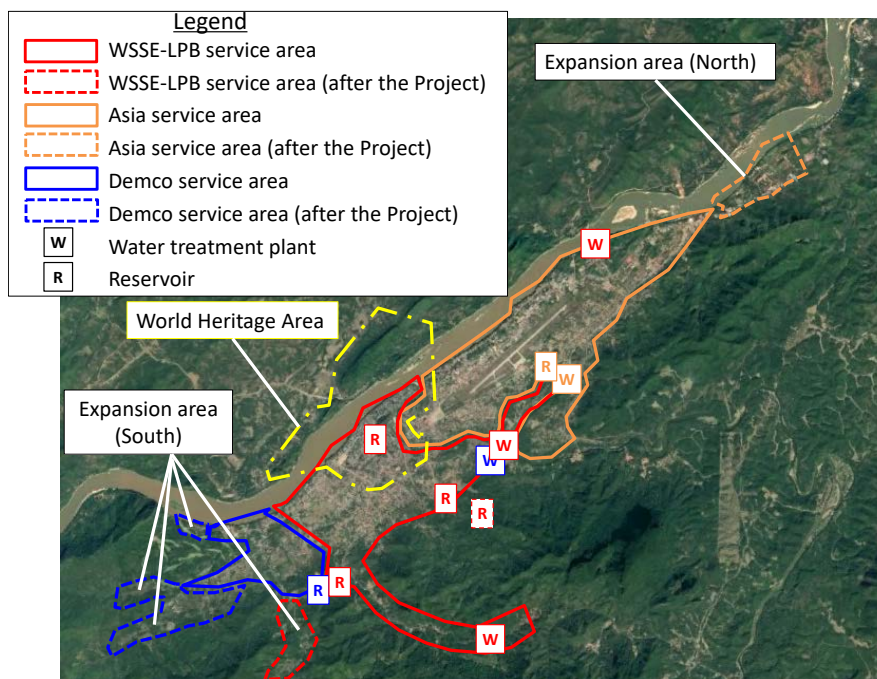 Legend
WSSE-LPB service area
WSSE-LPB service area (after the Project)
Asia service area
Asia service area (after the Project)
Demco service area
Demco service area (after the Project)
W Water treatment plant
R Reservoir
Expansion area (North)
World Heritage Area
Expansion area
(South)
W
R
W
R
W
W
R
R
R
R
W